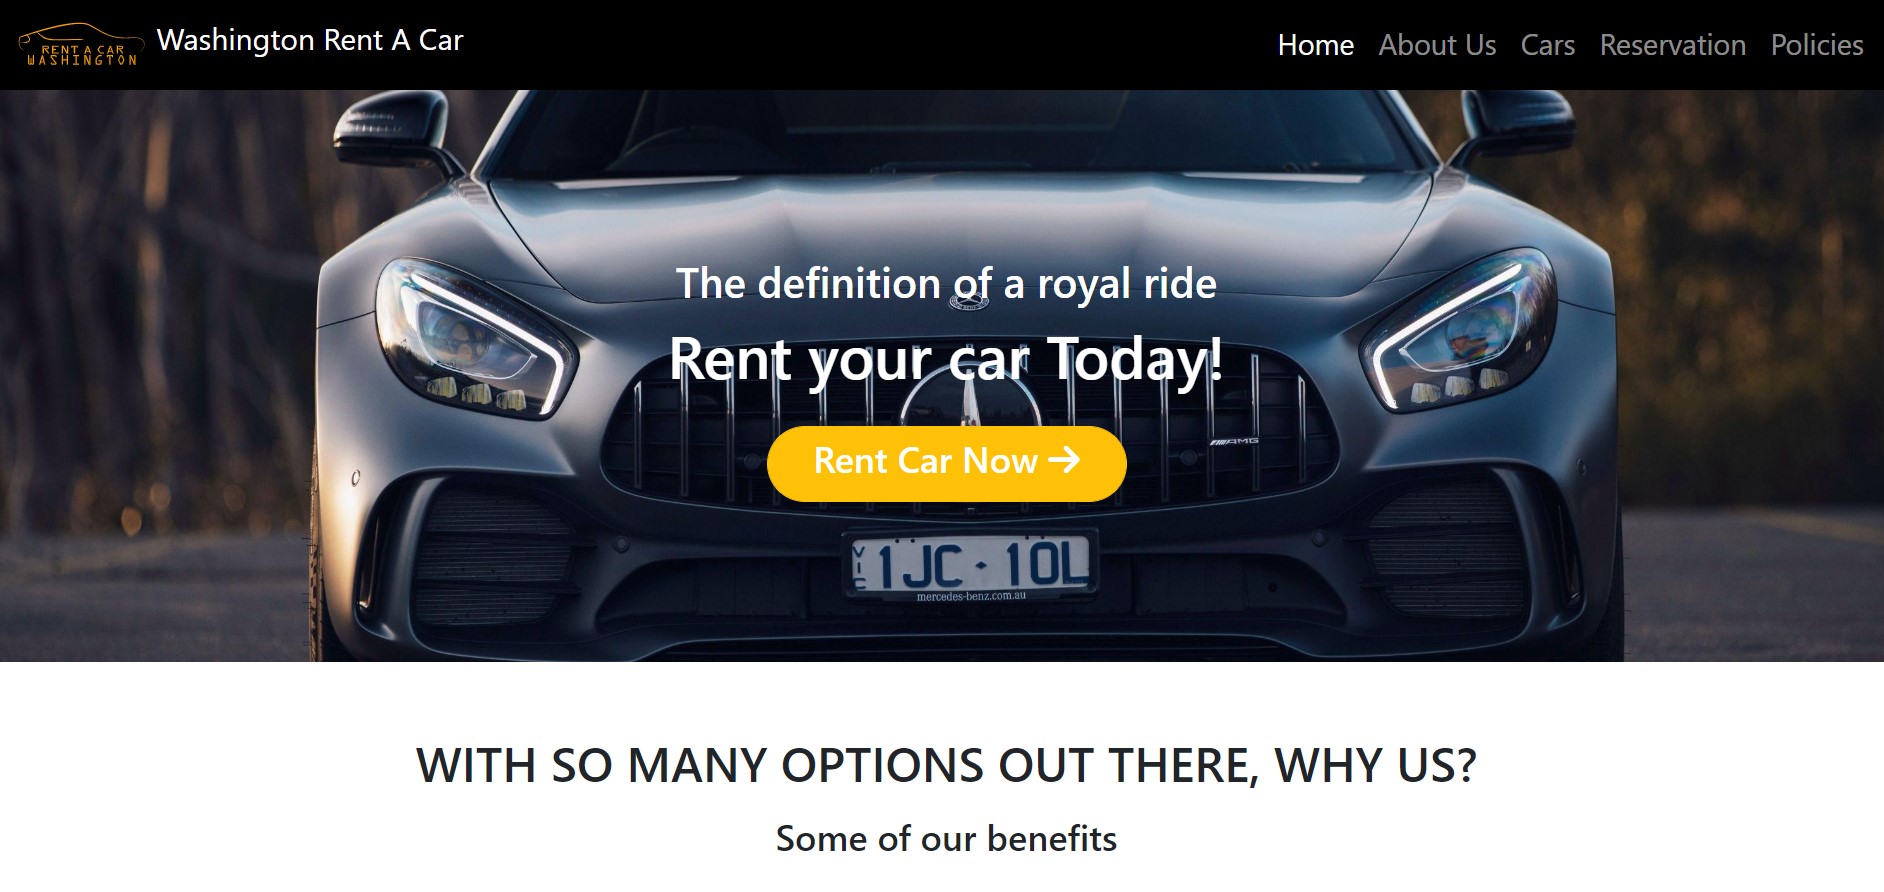 RENT A CAR
WASHINGTON
Washington Rent A Car
Home About Us Cars Reservation Policies
The definition of a royal ride
Rent your car Today!
AMG
Rent Car Now →
VIC 1JC·10L
mercedes-benz.com.au
WITH SO MANY OPTIONS OUT THERE, WHY US?
Some of our benefits